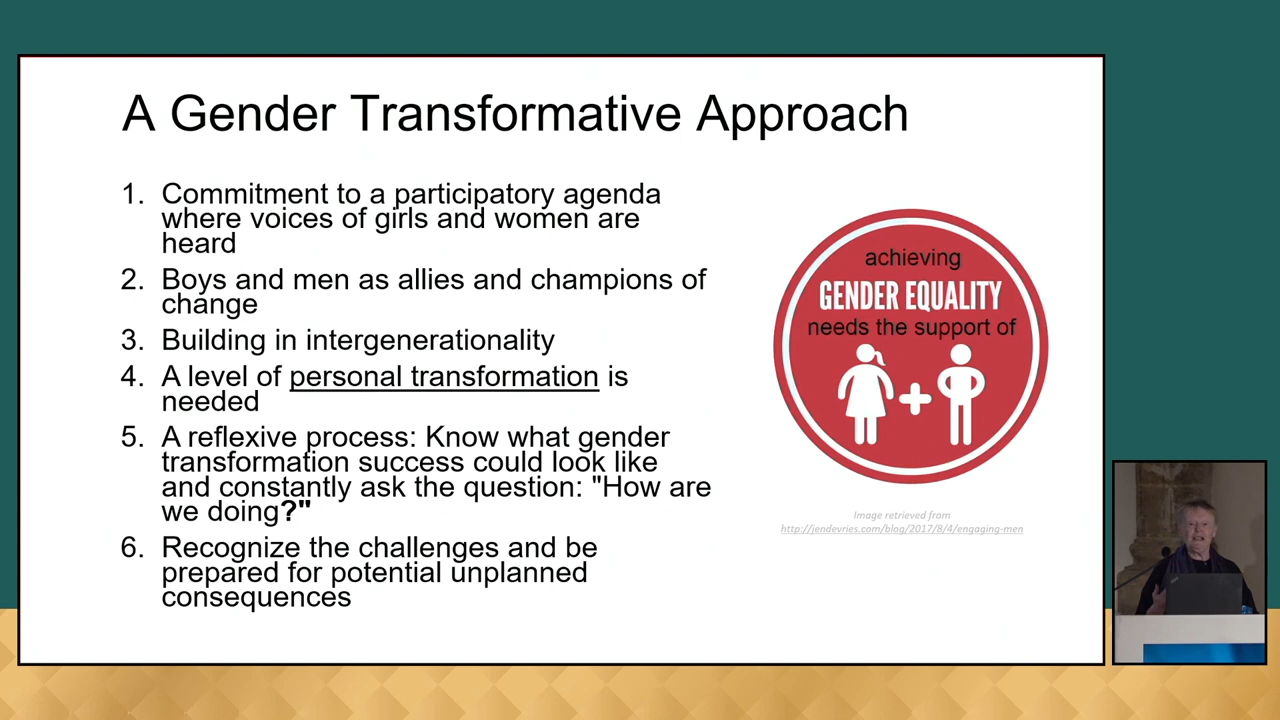 A Gender Transformative Approach
1. Commitment to a participatory agenda
where voices of girls and women are
heard
2. Boys and men as allies and champions of
change
3. Building in intergenerationality
4. A level of personal transformation is
needed
5. A reflexive process: Know what gender
transformation success could look like
and constantly ask the question: "How are
we doing?"
6. Recognize the challenges and be
prepared for potential unplanned
consequences
achieving
GENDER EQUALITY
needs the support of
Image retrieved from
http://jendevries.com/blog/2017/8/4/engaging-men